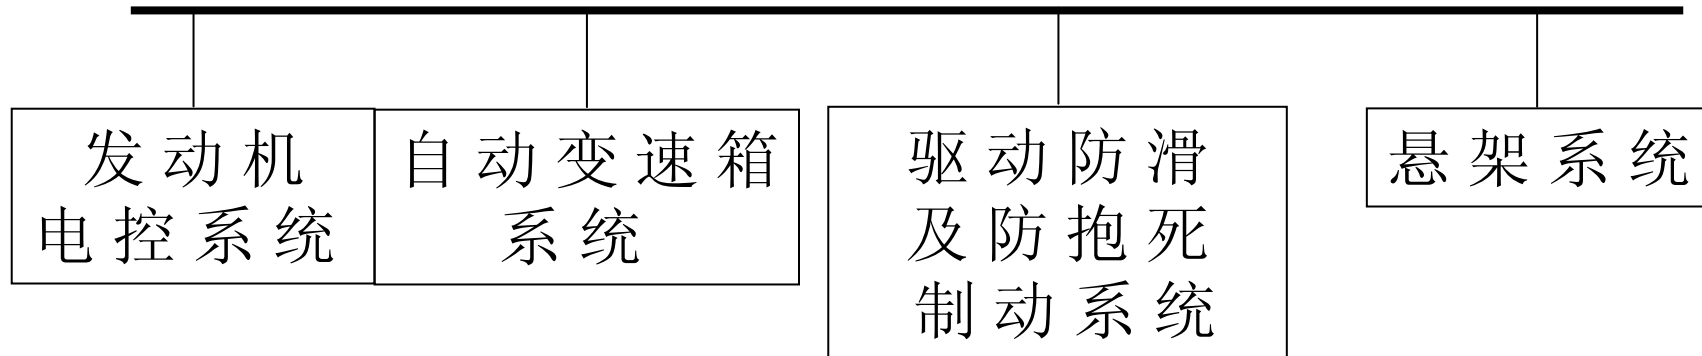 发动机
电控系统
自动变速箱
系统
驱动防滑
及防抱死
制动系统
悬架系统